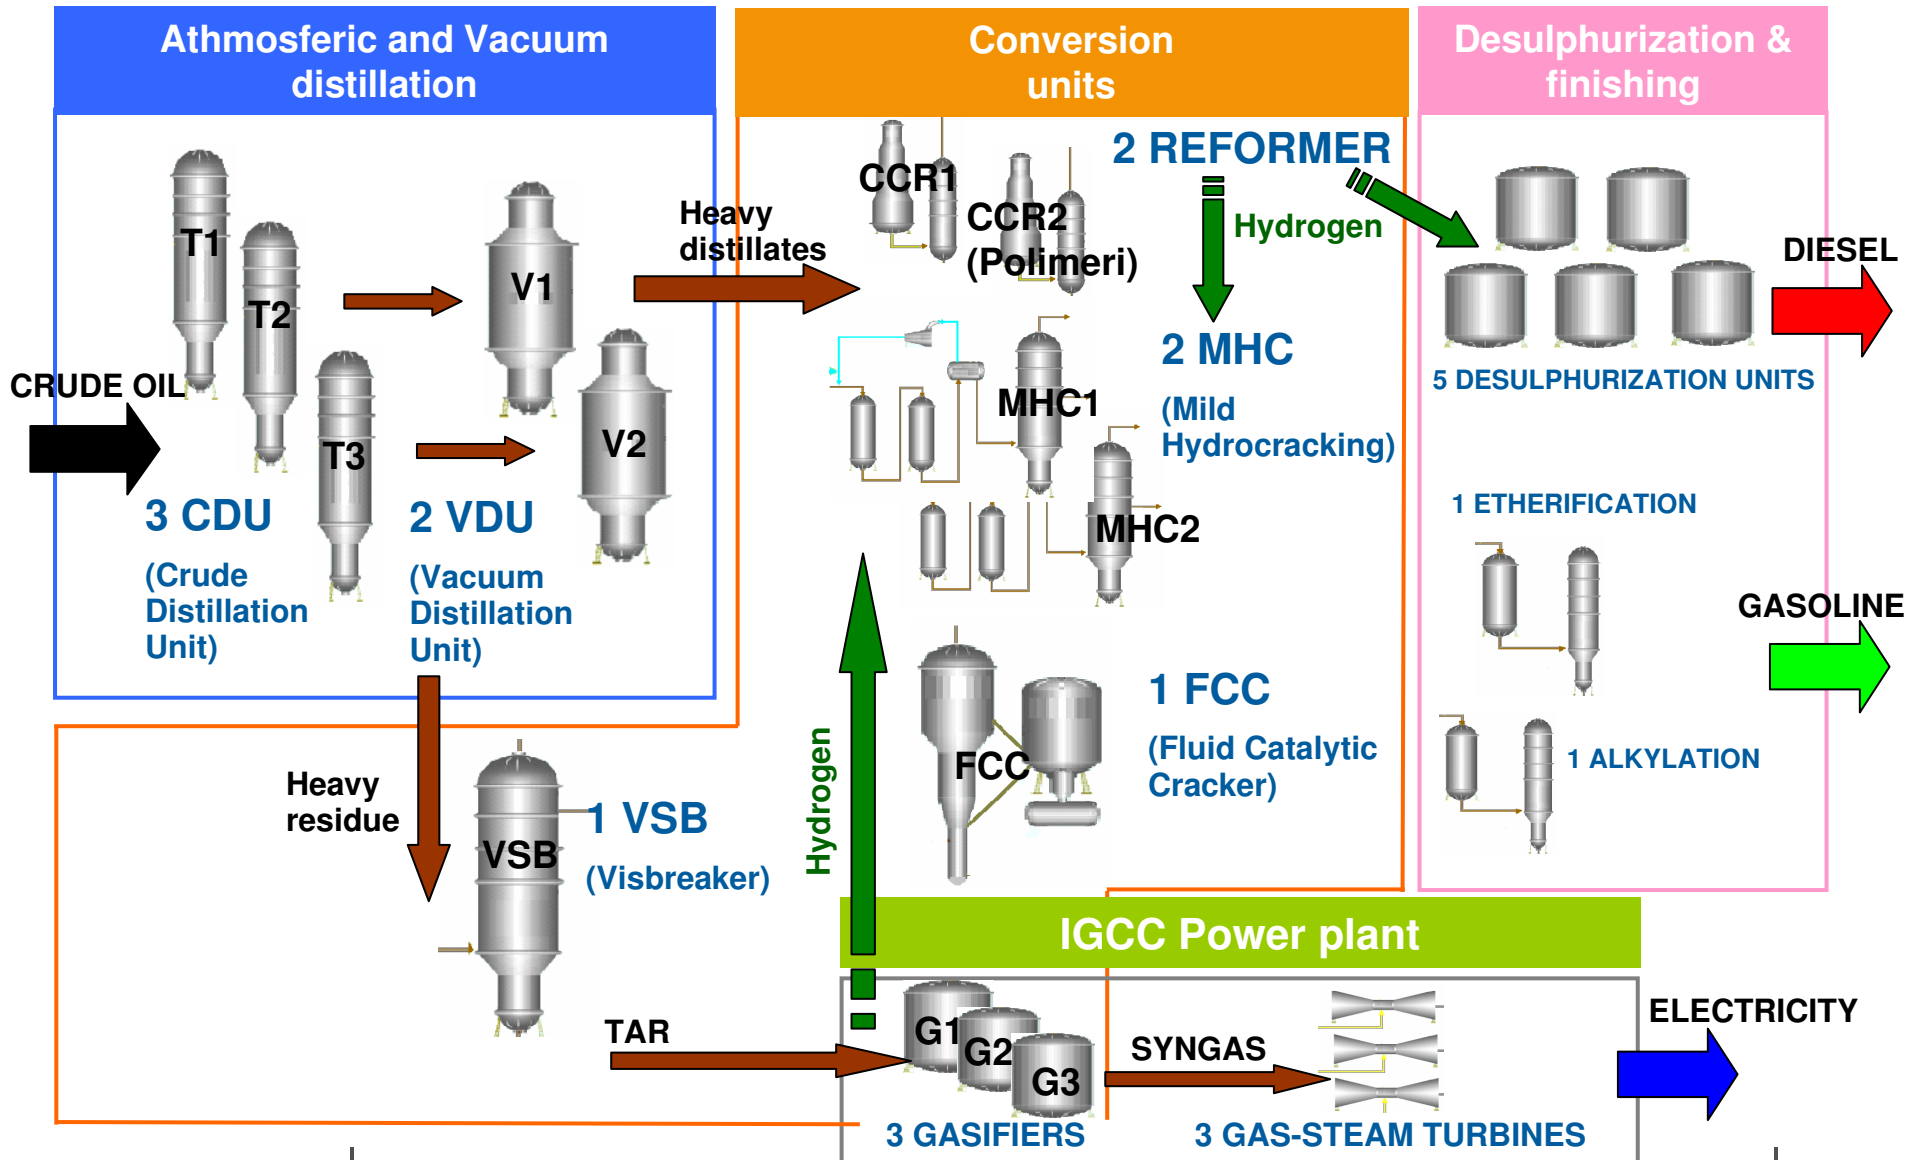 Athmosferic and Vacuum
distillation
Conversion
units
Desulphurization &
finishing
T1
T2
T3
V1
V2
CRUDE OIL
3 CDU
(Crude
Distillation
Unit)
2 VDU
(Vacuum
Distillation
Unit)
Heavy
distillates
CCR1
CCR2
(Polimeri)
2 REFORMER
Hydrogen
2 MHC
(Mild
Hydrocracking)
MHC1
MHC2
1 FCC
(Fluid Catalytic
Cracker)
FCC
5 DESULPHURIZATION UNITS
DIESEL
1 ETHERIFICATION
GASOLINE
1 ALKYLATION
Heavy
residue
VSB
1 VSB
(Visbreaker)
Hydrogen
TAR
IGCC Power plant
G1
G2
G3
SYNGAS
3 GASIFIERS
3 GAS-STEAM TURBINES
ELECTRICITY